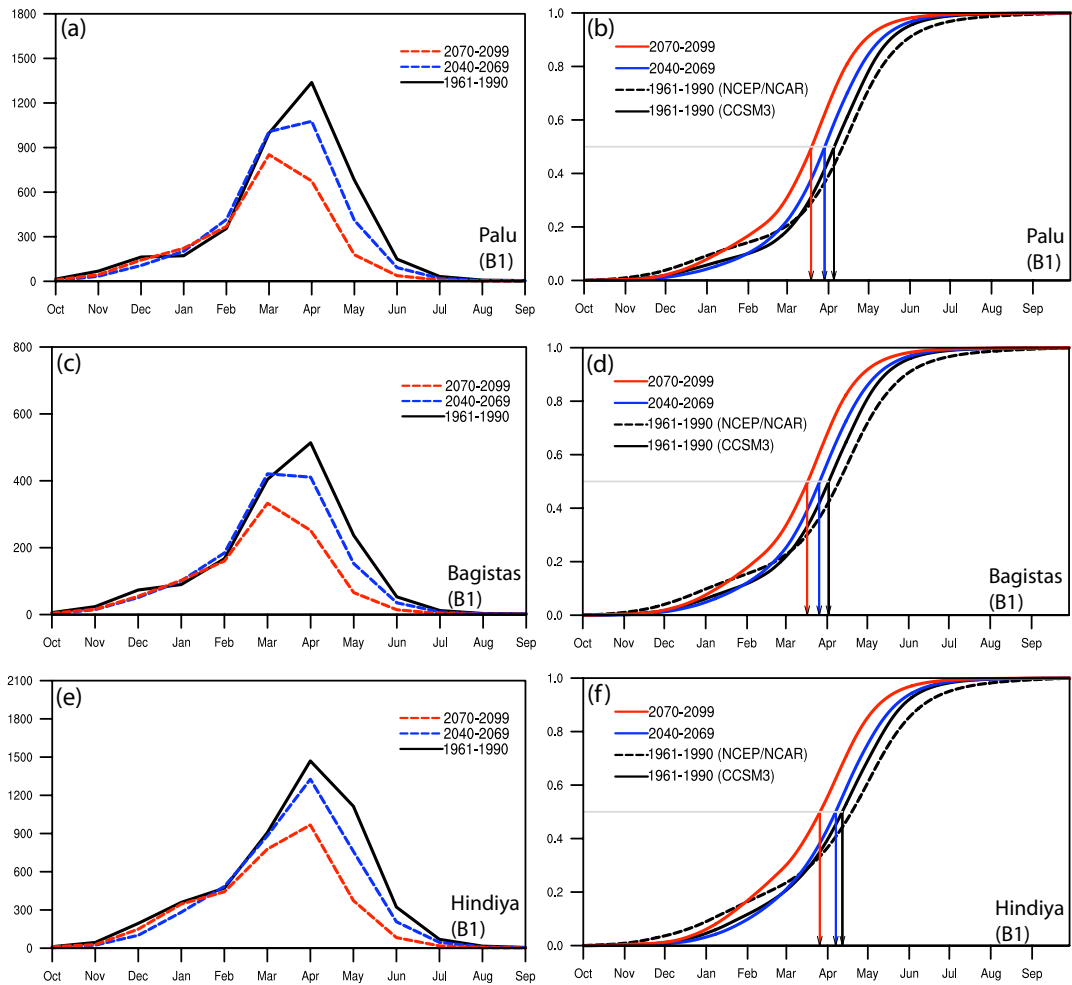 (a)
1800
1500
1200
900
600
300
0
2070-2099
2040-2069
1961-1990
Palu
(B1)
Oct Nov Dec Jan Feb Mar Apr May Jun Jul Aug Sep
(b)
1.0
0.8
0.6
0.4
0.2
0.0
2070-2099
2040-2069
1961-1990 (NCEP/NCAR)
1961-1990 (CCSM3)
Palu
(B1)
Oct Nov Dec Jan Feb Mar Apr May Jun Jul Aug Sep
(c)
800
600
400
200
0
2070-2099
2040-2069
1961-1990
Bagistas
(B1)
Oct Nov Dec Jan Feb Mar Apr May Jun Jul Aug Sep
(d)
1.0
0.8
0.6
0.4
0.2
0.0
2070-2099
2040-2069
1961-1990 (NCEP/NCAR)
1961-1990 (CCSM3)
Bagistas
(B1)
Oct Nov Dec Jan Feb Mar Apr May Jun Jul Aug Sep
(e)
2100
1800
1500
1200
900
600
300
0
2070-2099
2040-2069
1961-1990
Hindiya
(B1)
Oct Nov Dec Jan Feb Mar Apr May Jun Jul Aug Sep
(f)
1.0
0.8
0.6
0.4
0.2
0.0
2070-2099
2040-2069
1961-1990 (NCEP/NCAR)
1961-1990 (CCSM3)
Hindiya
(B1)
Oct Nov Dec Jan Feb Mar Apr May Jun Jul Aug Sep